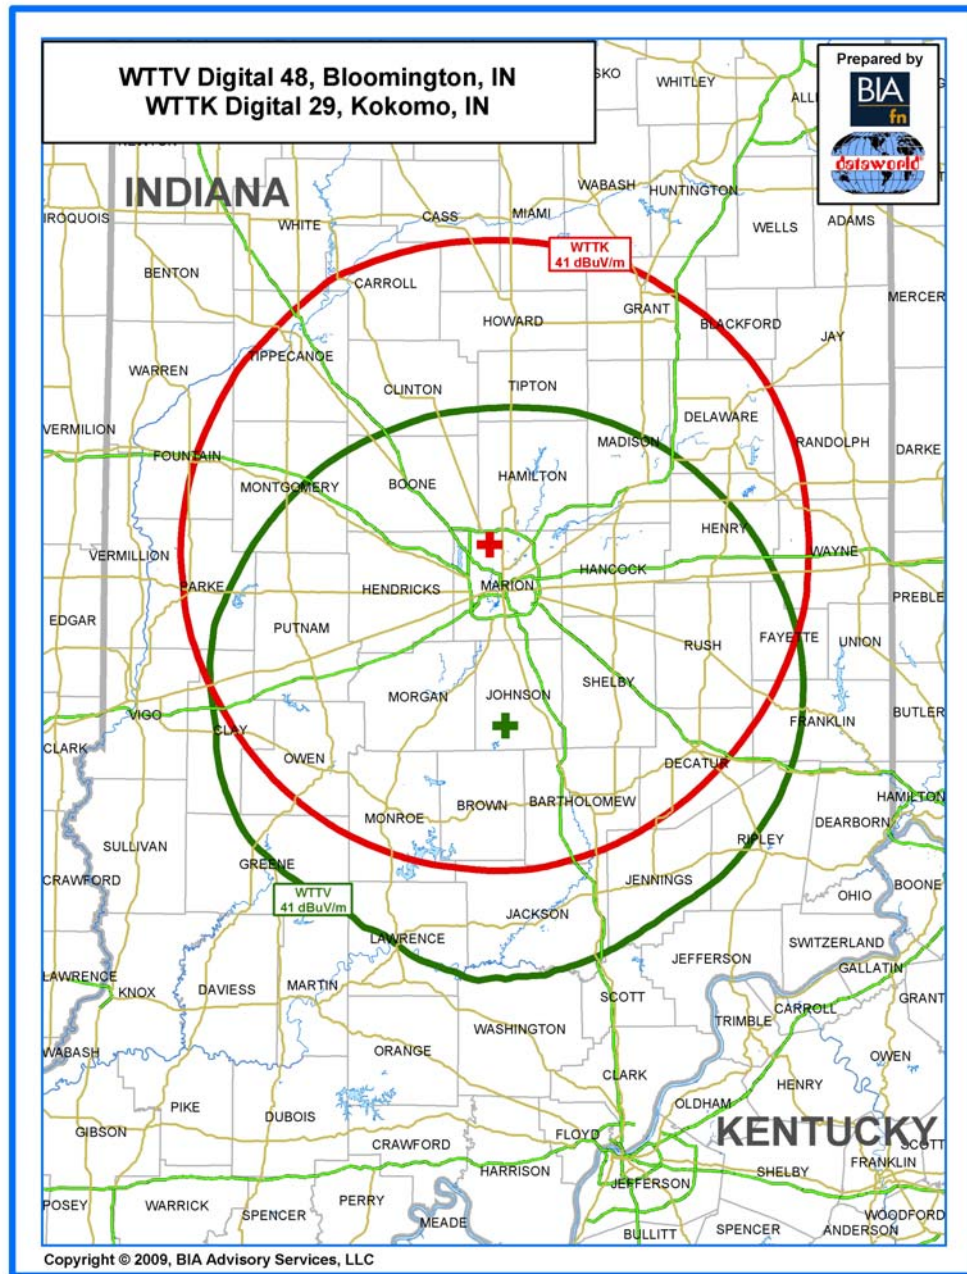 WTTV Digital 48, Bloomington, IN
WTTK Digital 29, Kokomo, IN
Prepared by
BIA
fn
dataworld
WHITLEY
INDIANA
WABASH
HUNTINGTON
IROQUOIS
WHITE
CASS
MIAMI
WELLS
ADAMS
WTTK
41 dBuV/m
BENTON
CARROLL
MERCER
GRANT
HOWARD
BLACKFORD
JAY
TIPPECANOE
WARREN
CLINTON
TIPTON
DELAWARE
VERMILION
MADISON
RANDOLPH
DARKE
FOUNTAIN
MONTGOMERY
BOONE
HAMILTON
HENRY
VERMILLION
WAYNE
HANCOCK
PARKE
HENDRICKS
MARION
PREBLE
EDGAR
PUTNAM
FAYETTE
UNION
RUSH
SHELBY
MORGAN
JOHNSON
VIGO
CLAY
FRANKLIN
BUTLER
CLARK
OWEN
DECATUR
HAMILTON
BROWN
BARTHOLOMEW
MONROE
DEARBORN
SULLIVAN
RIPLEY
GREENE
CRAWFORD
JENNINGS
BOONE
OHIO
WTTV
41 dBuV/m
JACKSON
LAWRENCE
SWITZERLAND
JEFFERSON
GALLATIN
LAWRENCE
KNOX
DAVIESS
MARTIN
SCOTT
GRANT
CARROLL
TRIMBLE
WASHINGTON
WABASH
ORANGE
OWEN
CLARK
HENRY
OLDHAM
PIKE
DUBOIS
GIBSON
FLOYD
KENTUCKY
CRAWFORD
SCOTT
HARRISON
SHELBY
FRANKLIN
JEFFERSON
POSEY
WARRICK
PERRY
SPENCER
MEADE
WOODFORD
BULLITT
SPENCER
ANDERSON
Copyright © 2009, BIA Advisory Services, LLC